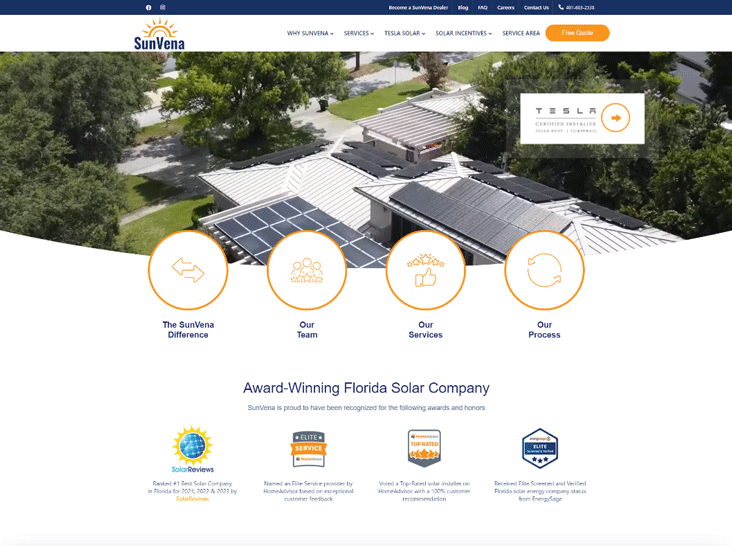 Become a SunVena Dealer Blog FAQ Careers Contact Us 407-603-2234
SunVena
WHY SUNVENA SERVICES TESLA SOLAR SOLAR INCENTIVES SERVICE AREA Free Quote
TESLA
CERTIFIED INSTALLER
SOLAR ROOF | POWERWALL
The SunVena
Difference
Our
Team
Our
Services
Our
Process
Award-Winning Florida Solar Company
SunVena is proud to have been recognized for the following awards and honors
SolarReviews
ELITE
SERVICE
HomeAdvisor
HomeAdvisor
TOP RATED
energysage
ELITE
Ranked #1 Best Solar Company
in Florida for 2021, 2022 & 2023 by
SolarReviews
Named an Elite Service provider by
HomeAdvisor based on exceptional
customer feedback
Voted a Top-Rated solar installer on
HomeAdvisor with a 100% customer
recommendation
Received Elite Screened and Verified
Florida solar energy company status
from EnergySage